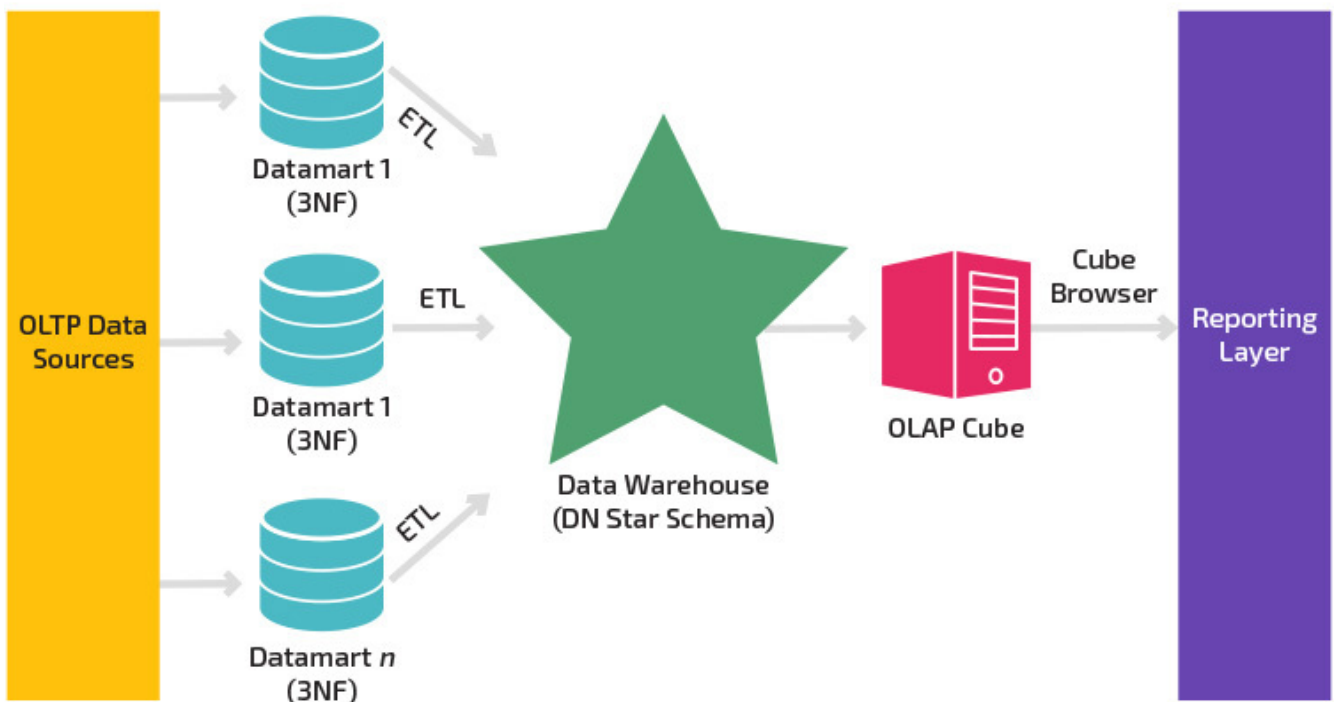 OLTP Data
Sources
Datamart 1
(3NF)
ETL
Datamart 1
(3NF)
ETL
Datamart n
(3NF)
ETL
Data Warehouse
(DN Star Schema)
OLAP Cube
Cube
Browser
Reporting
Layer